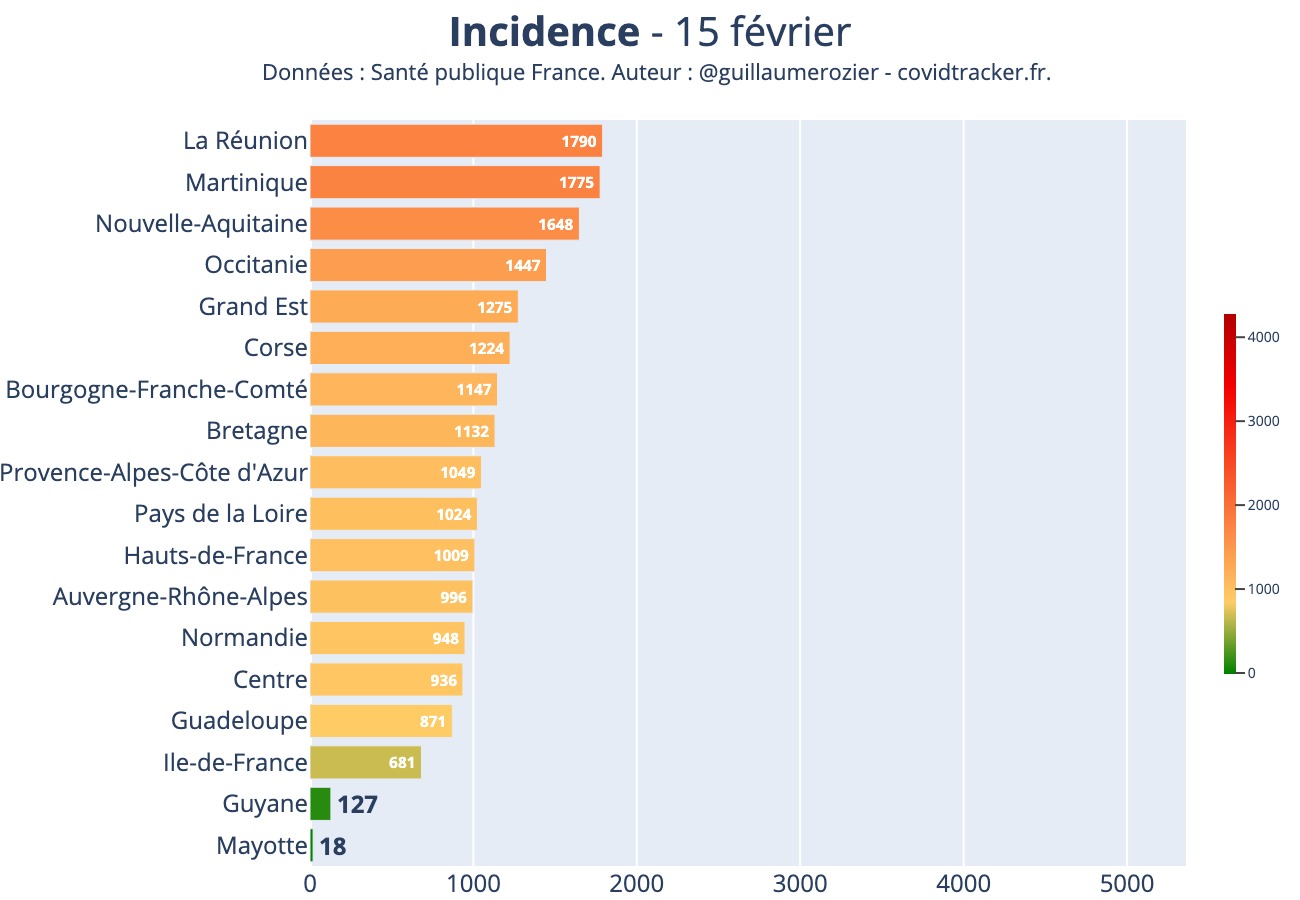 Incidence - 15 février
Données : Santé publique France. Auteur : @guillaumerozier - covidtracker.fr.
La Réunion 1790
Martinique 1775
Nouvelle-Aquitaine 1648
Occitanie 1447
Grand Est 1275
Corse 1224
Bourgogne-Franche-Comté 1147
Bretagne 1132
Provence-Alpes-Côte d'Azur 1049
Pays de la Loire 1024
Hauts-de-France 1009
Auvergne-Rhône-Alpes 996
Normandie 948
Centre 936
Guadeloupe 871
Ile-de-France 681
Guyane 127
Mayotte 18
0 1000 2000 3000 4000 5000
4000
3000
2000
1000
0